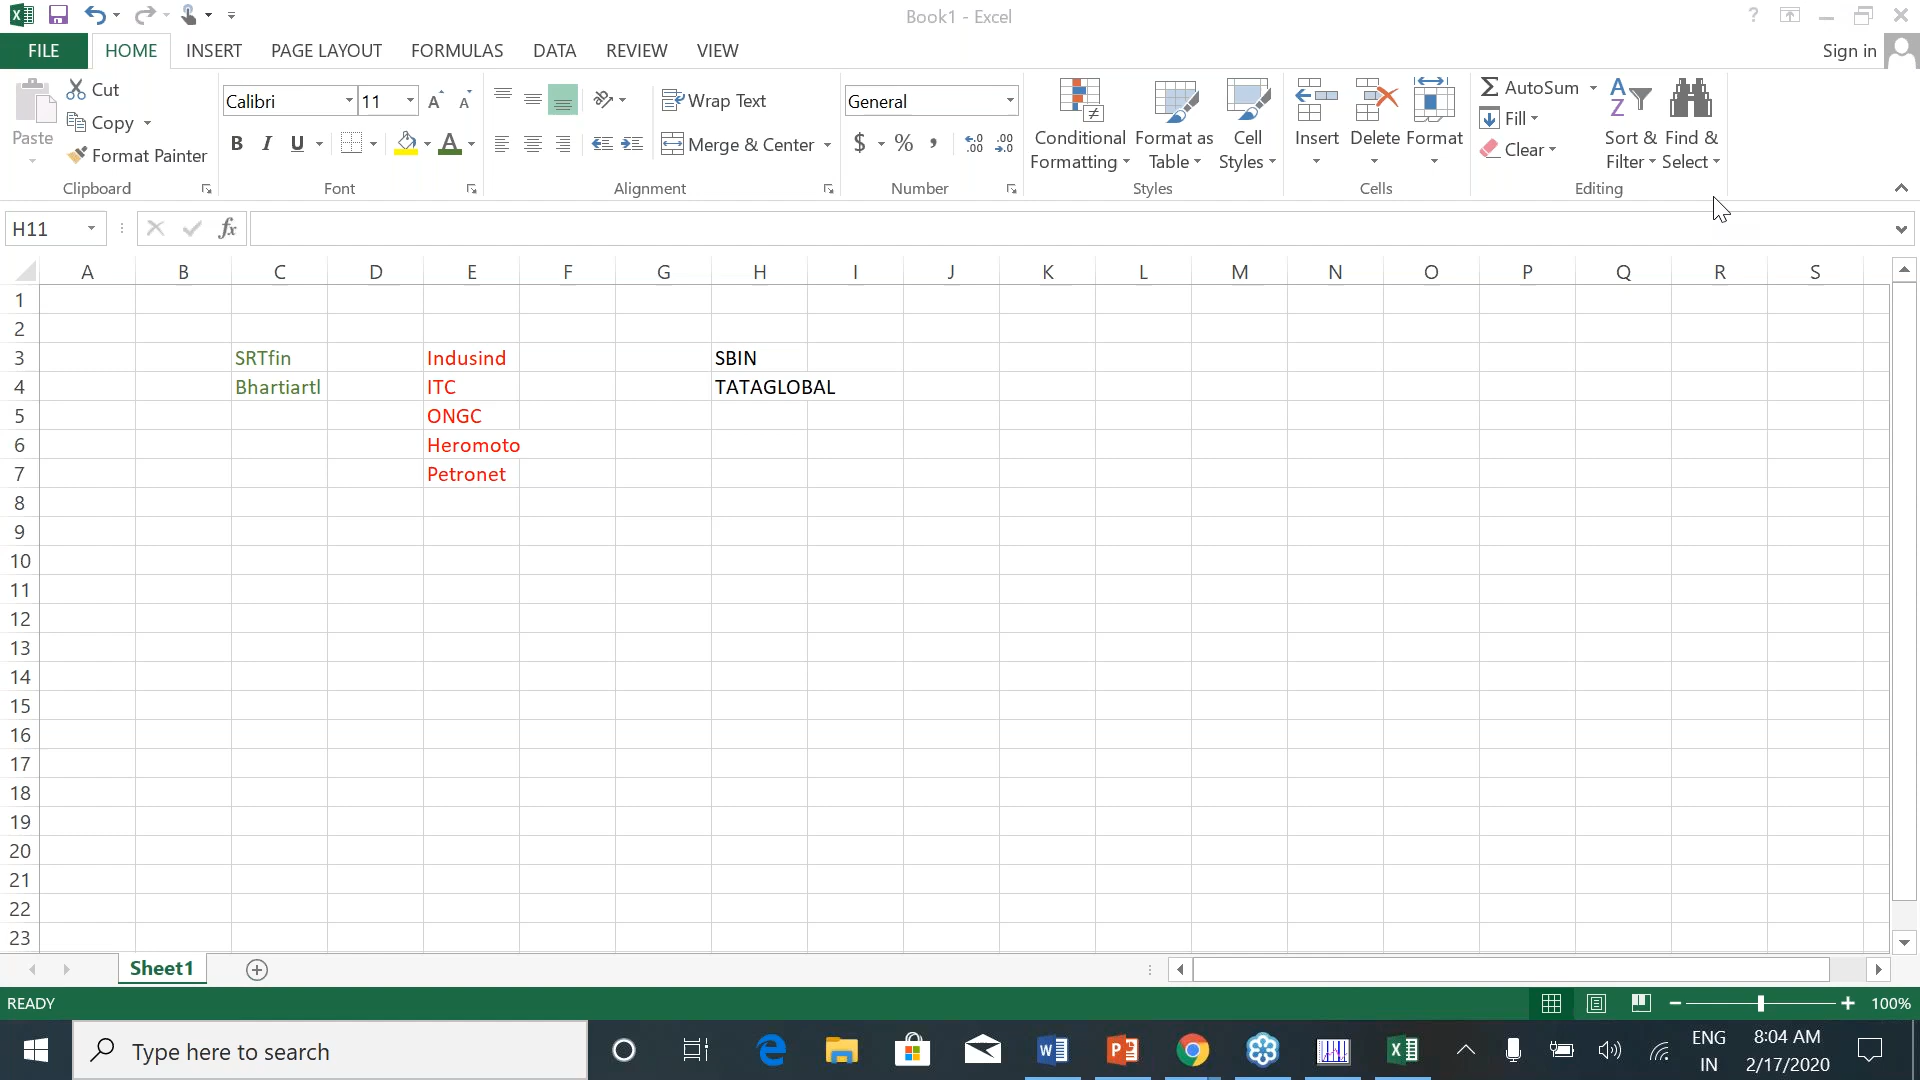 Book1 - Excel
?
FILE HOME INSERT PAGE LAYOUT FORMULAS DATA REVIEW VIEW Sign in
Paste Cut Copy Format Painter Clipboard
Calibri 11 B I U A Font
Wrap Text Merge & Center Alignment
General $ % , Number
Conditional Formatting Format as Table Cell Styles Styles
Insert Delete Format Cells
AutoSum Fill Clear Sort & Filter Find & Select Editing
H11 fx
A B C D E F G H I J K L M N O P Q R S
1
2
3 SRTfin Indusind SBIN
4 Bhartiartl ITC TATAGLOBAL
5 ONGC
6 Heromoto
7 Petronet
8
9
10
11
12
13
14
15
16
17
18
19
20
21
22
23
Sheet1
READY 100%
Type here to search
ENG 8:04 AM
IN 2/17/2020